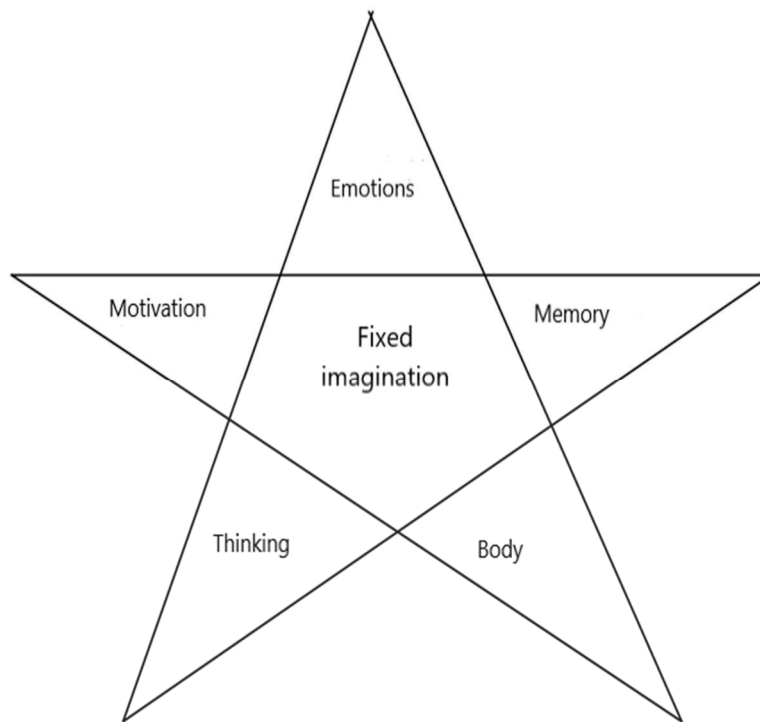 Emotions
Motivation
Memory
Fixed
imagination
Thinking
Body